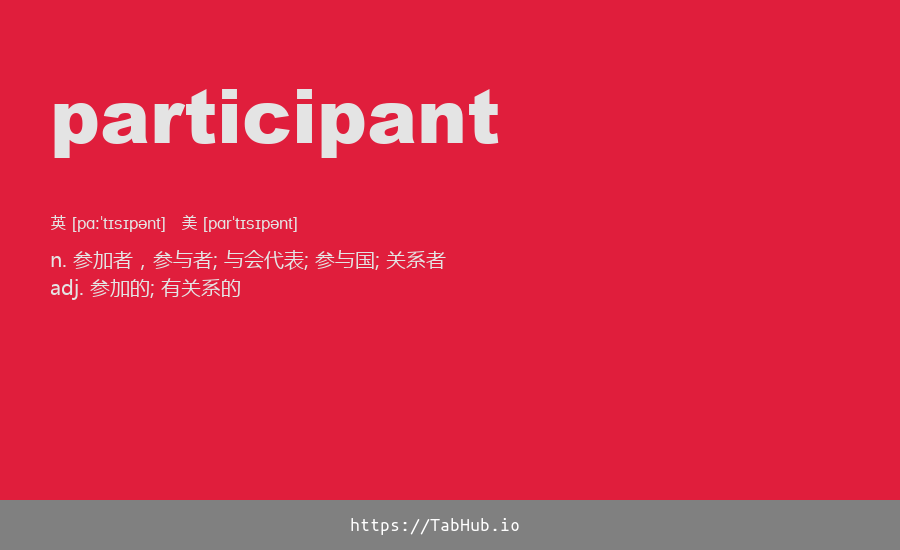 participant
英 [pɑːˈtɪsɪpənt] 美 [pɑrˈtɪsɪpənt]
n. 参加者，参与者; 与会代表; 参与国; 关系者
adj. 参加的; 有关系的
https://TabHub.io